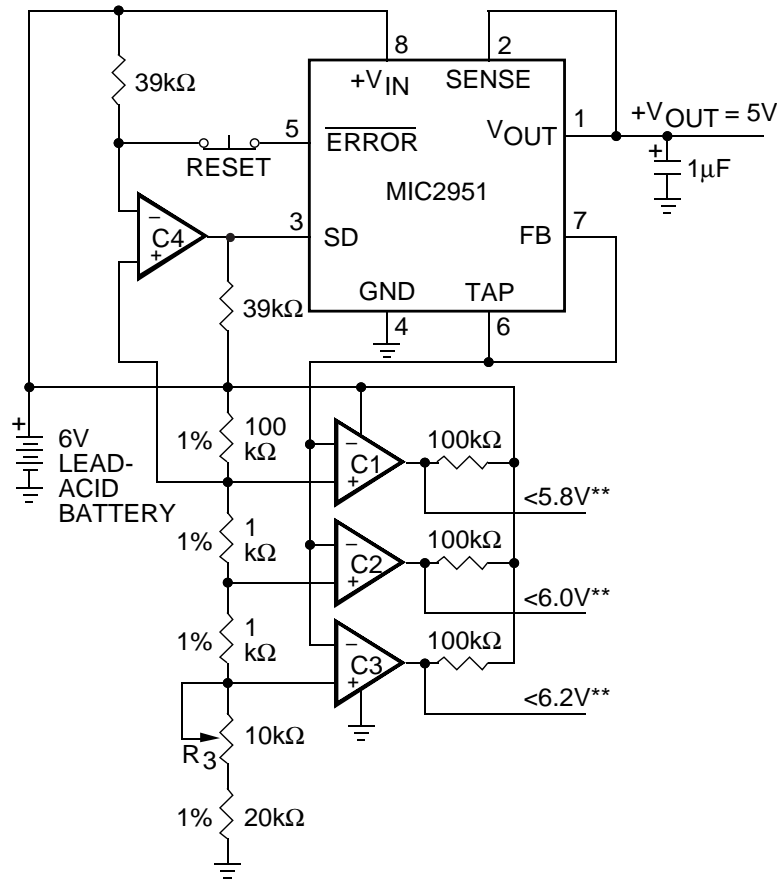 8
2
39kΩ
+VIN
SENSE
1
+VOUT = 5V
5
ERROR
VOUT
RESET
+
1µF
MIC2951
−
C4
+
3
SD
FB
7
39kΩ
GND
TAP
4
6
+
6V
LEAD-
ACID
BATTERY
1%
100
kΩ
−
C1
+
100kΩ
<5.8V**
1%
1
kΩ
−
C2
+
100kΩ
<6.0V**
1%
1
kΩ
−
C3
+
100kΩ
<6.2V**
R3
10kΩ
1%
20kΩ